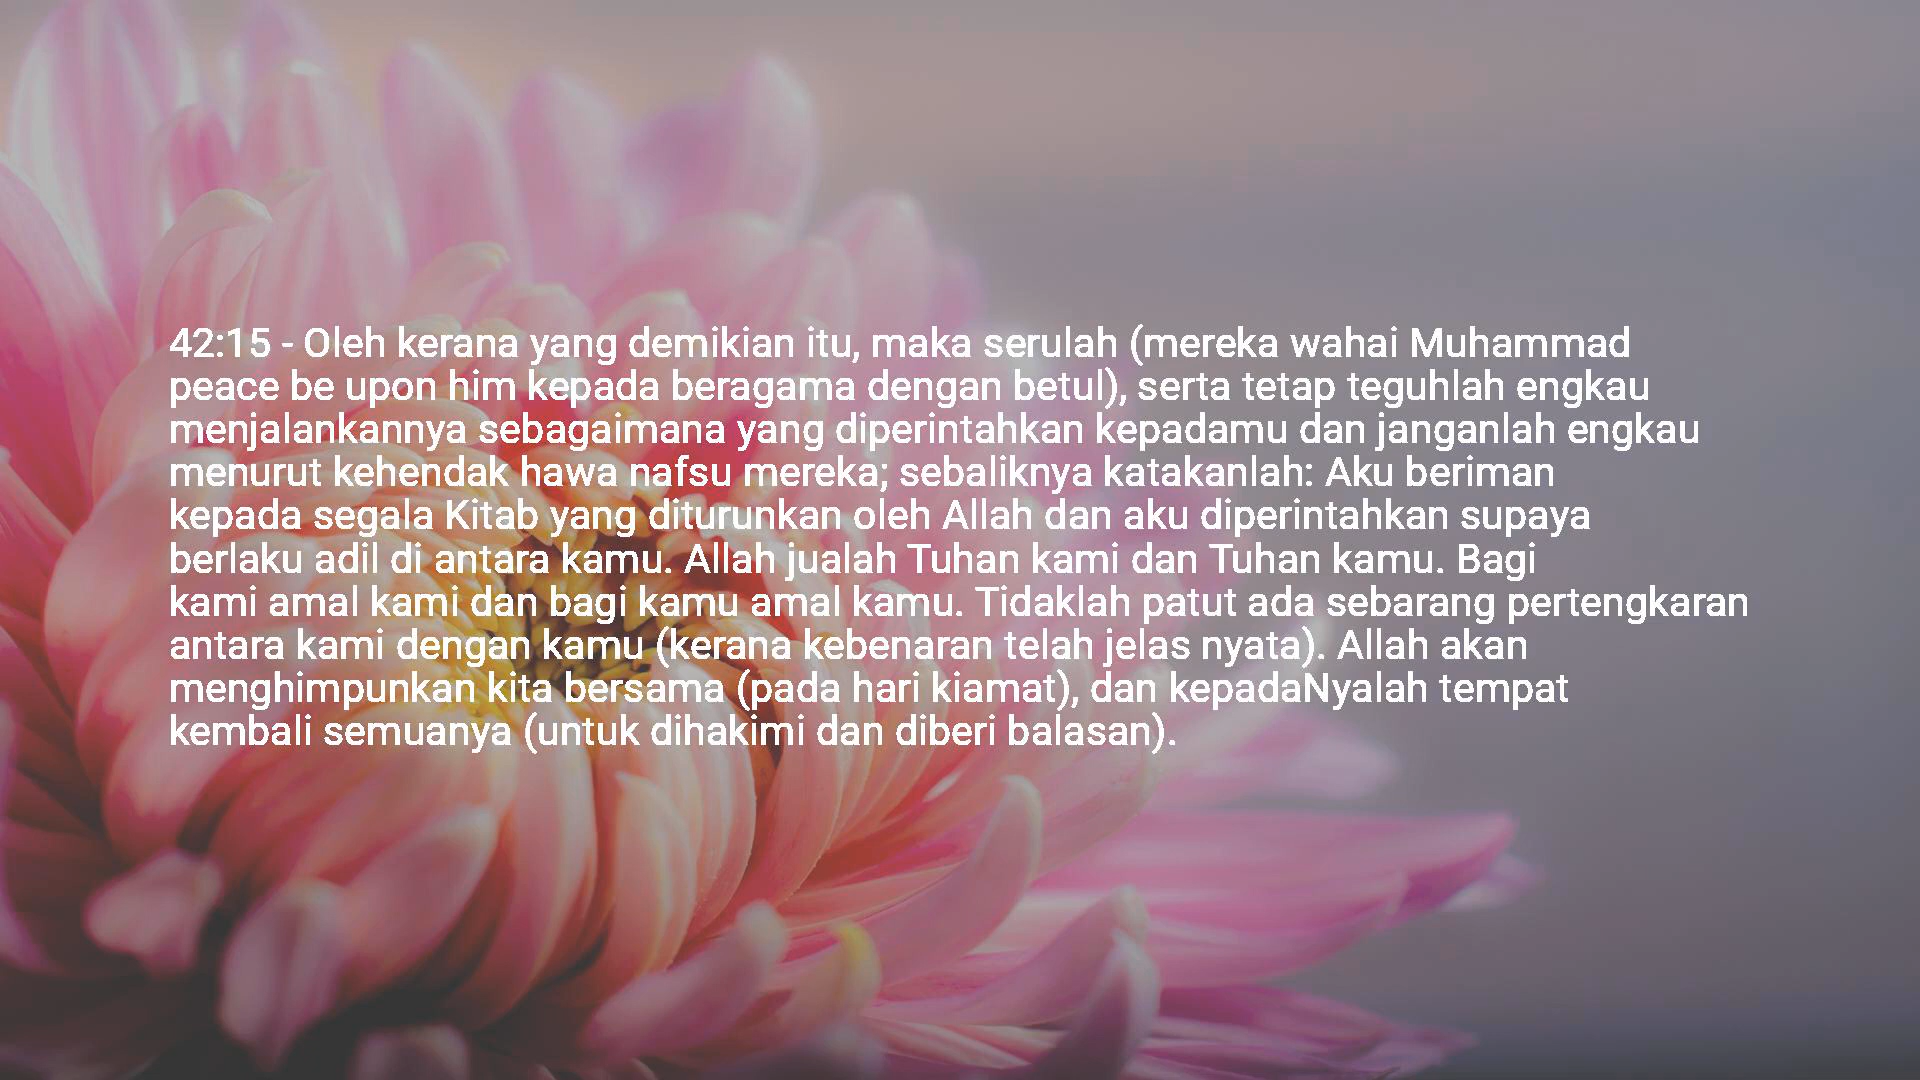 42:15 - Oleh kerana yang demikian itu, maka serulah (mereka wahai Muhammad
peace be upon him kepada beragama dengan betul), serta tetap teguhlah engkau
menjalankannya sebagaimana yang diperintahkan kepadamu dan janganlah engkau
menurut kehendak hawa nafsu mereka; sebaliknya katakanlah: Aku beriman
kepada segala Kitab yang diturunkan oleh Allah dan aku diperintahkan supaya
berlaku adil di antara kamu. Allah jualah Tuhan kami dan Tuhan kamu. Bagi
kami amal kami dan bagi kamu amal kamu. Tidaklah patut ada sebarang pertengkaran
antara kami dengan kamu (kerana kebenaran telah jelas nyata). Allah akan
menghimpunkan kita bersama (pada hari kiamat), dan kepadaNyalah tempat
kembali semuanya (untuk dihakimi dan diberi balasan).